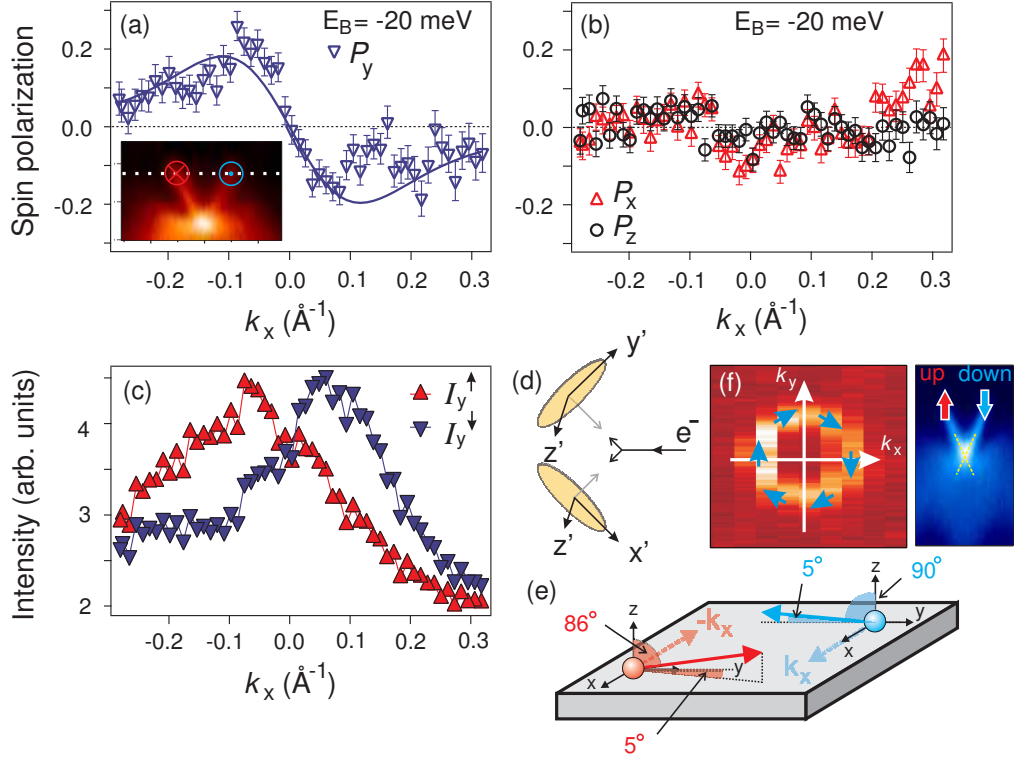 (a)
E_B= -20 meV
P_y
Spin polarization
0.2
0.0
-0.2
-0.2 -0.1 0.0 0.1 0.2 0.3
k_x (Å^-1)
(b)
E_B= -20 meV
P_x
P_z
0.2
0.0
-0.2
-0.2 -0.1 0.0 0.1 0.2 0.3
k_x (Å^-1)
(c)
I_y↑
I_y↓
Intensity (arb. units)
4
3
2
-0.2 -0.1 0.0 0.1 0.2 0.3
k_x (Å^-1)
(d)
y'
z'
e^-
z'
x'
(f)
k_y
k_x
up down
(e)
5° 90°
z
y
x
k_x
86°
z
-k_x
y
x
5°